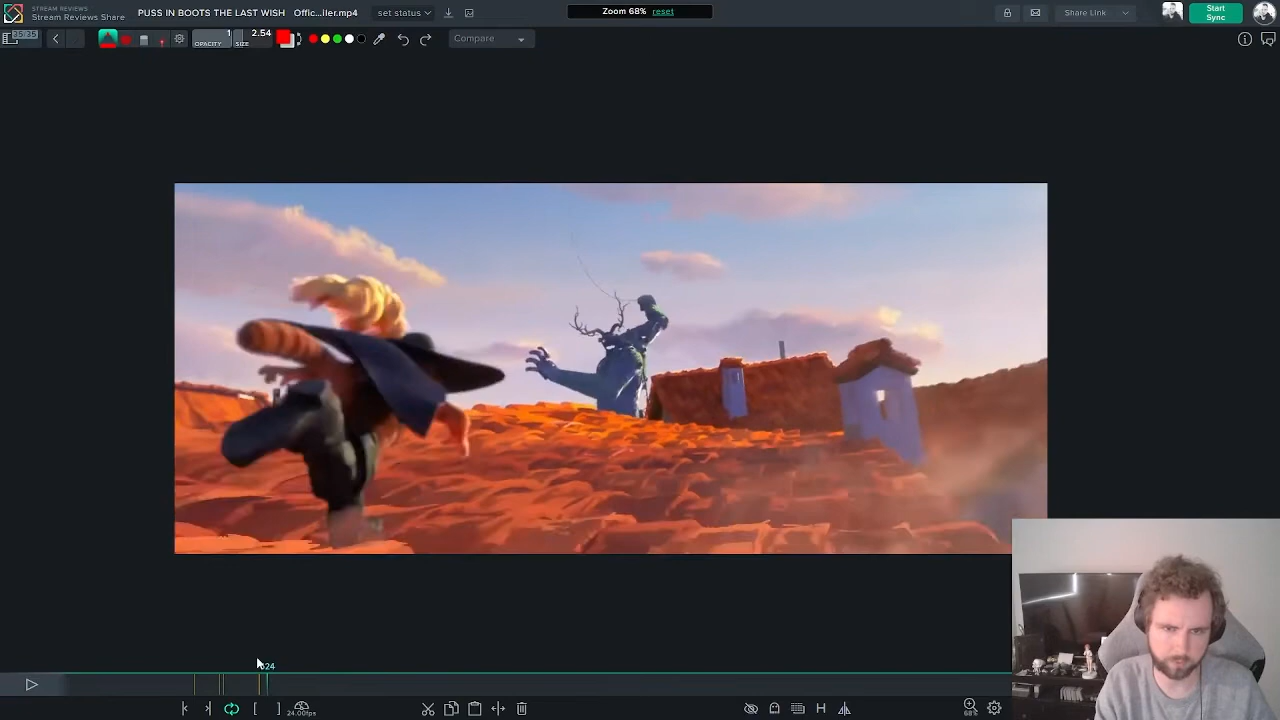 STREAM REVIEWS
Stream Reviews Share
PUSS IN BOOTS THE LAST WISH Offic...ller.mp4
set status
Zoom 68% reset
Share Link
Start
Sync
OPACITY 1
SIZE 2.54
Compare
24.00fps
H
68%